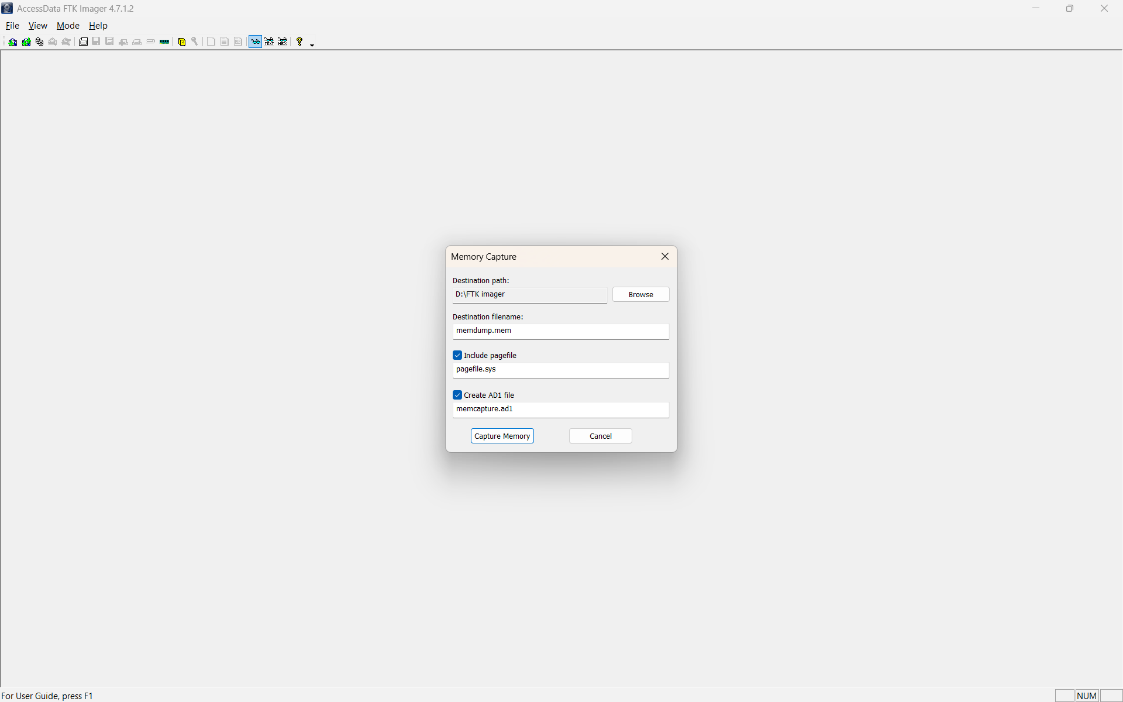 AccessData FTK Imager 4.7.1.2
File View Mode Help
Memory Capture
Destination path:
D:\FTK imager
Browse
Destination filename:
memdump.mem
Include pagefile
pagefile.sys
Create AD1 file
memcapture.ad1
Capture Memory Cancel
For User Guide, press F1 NUM